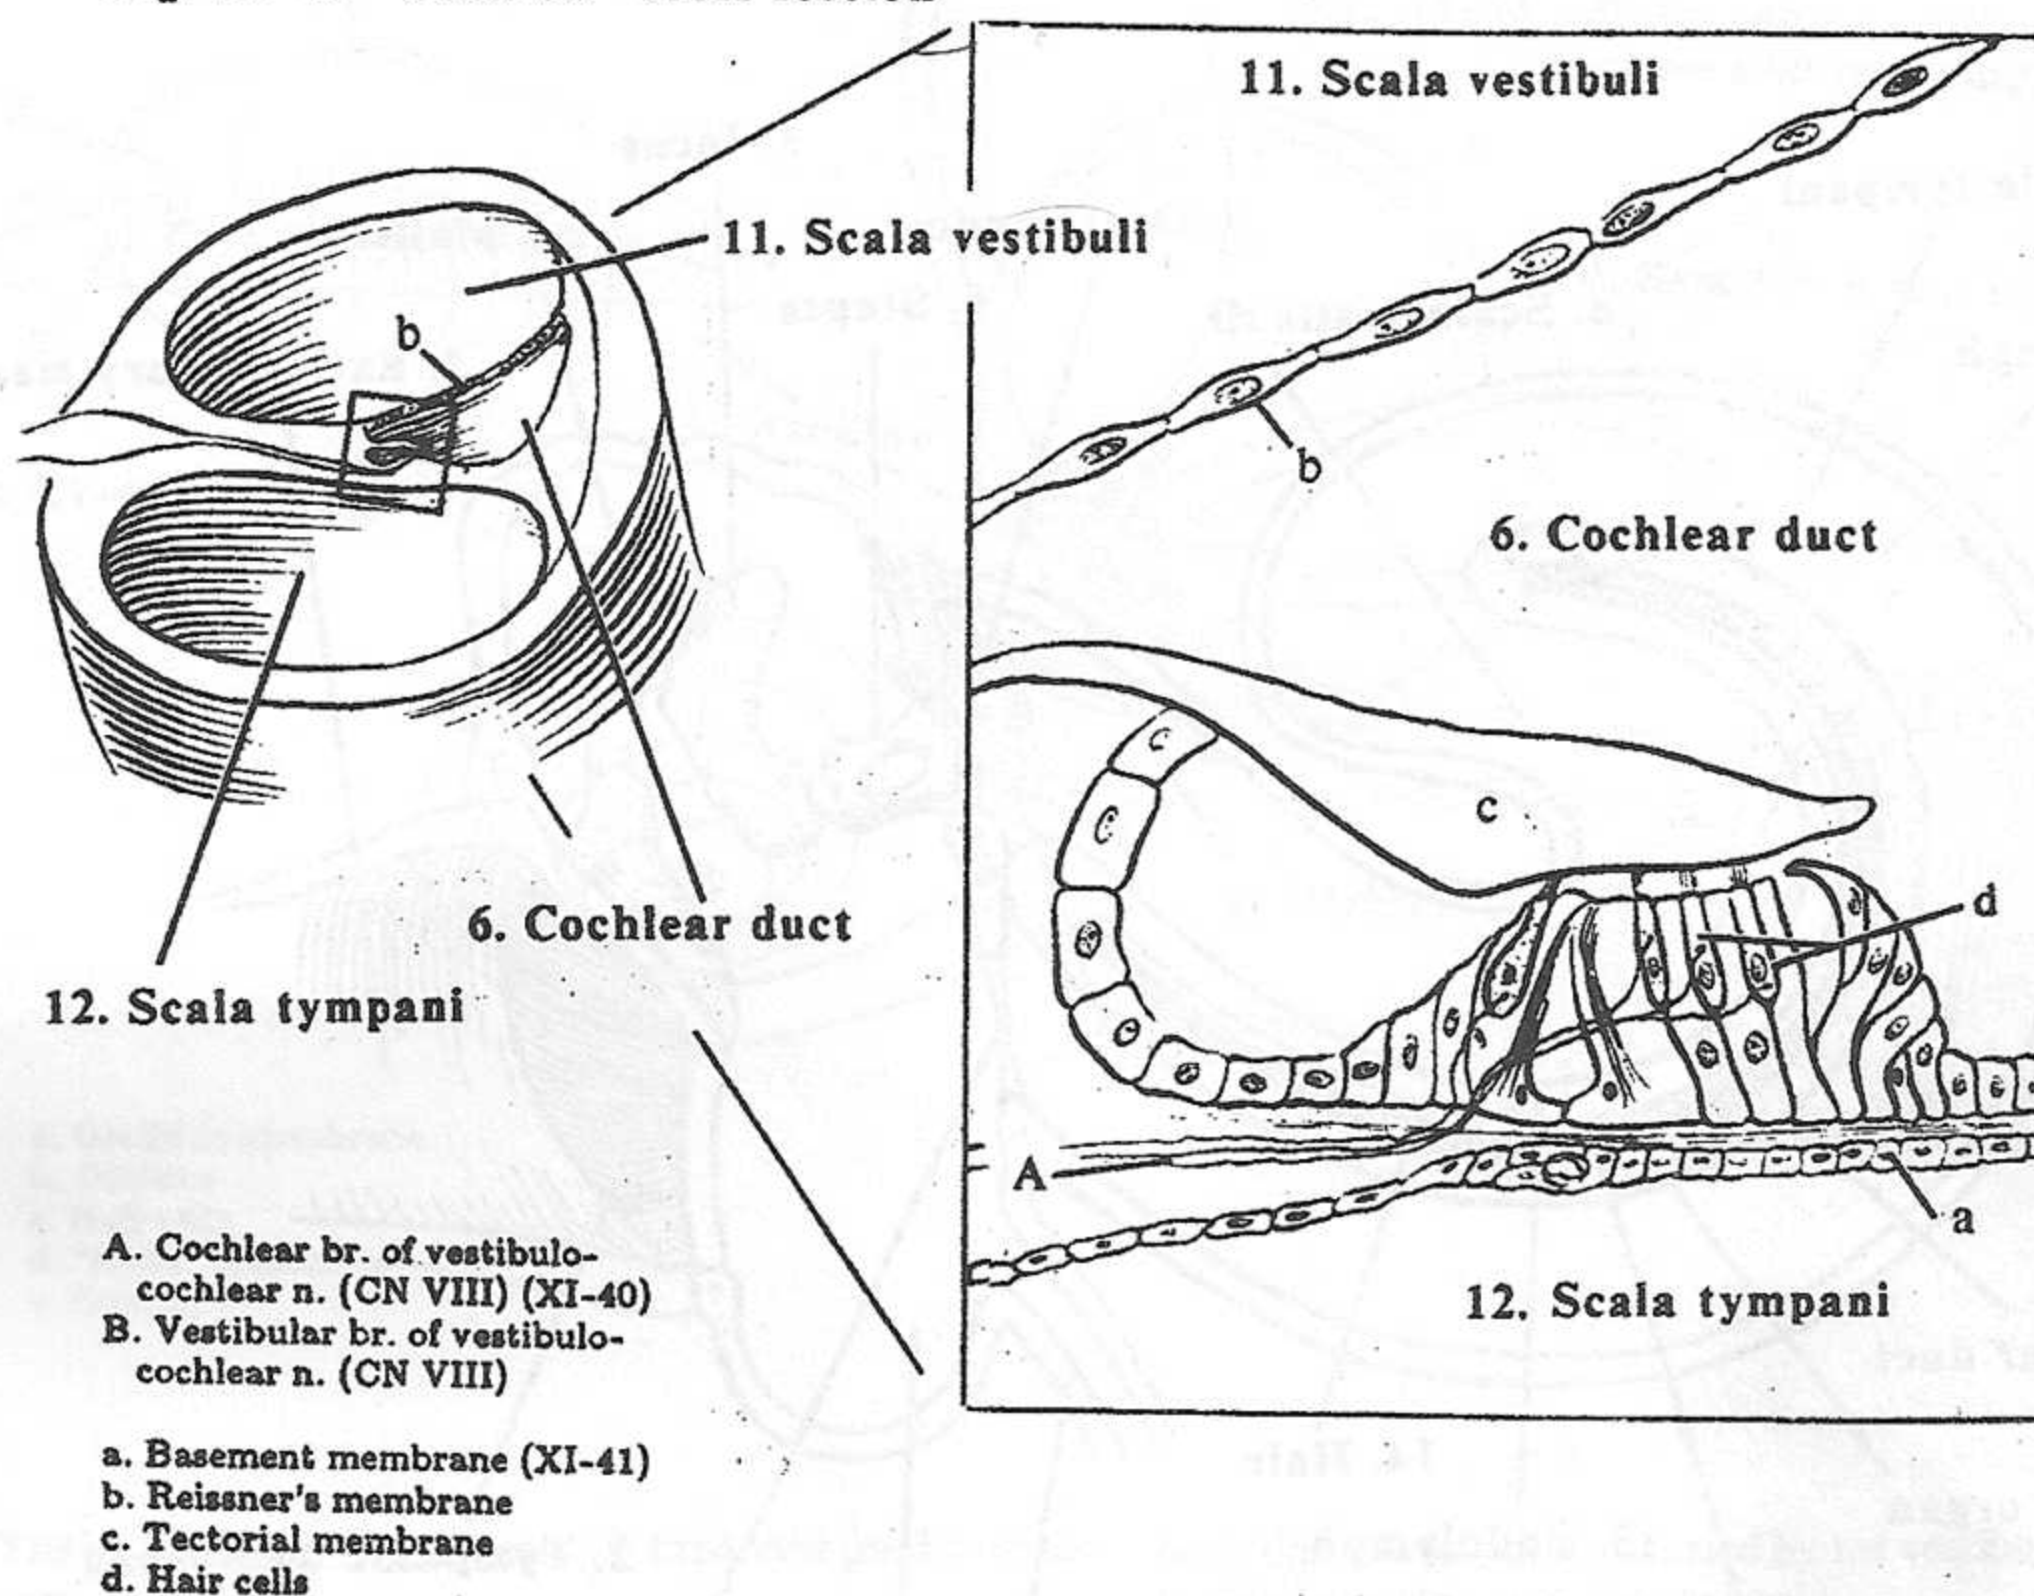 11. Scala vestibuli
11. Scala vestibuli
b
b
6. Cochlear duct
c
d
6. Cochlear duct
12. Scala tympani
A
a
12. Scala tympani
A. Cochlear br. of vestibulo-
cochlear n. (CN VIII) (XI-40)
B. Vestibular br. of vestibulo-
cochlear n. (CN VIII)
a. Basement membrane (XI-41)
b. Reissner's membrane
c. Tectorial membrane
d. Hair cells